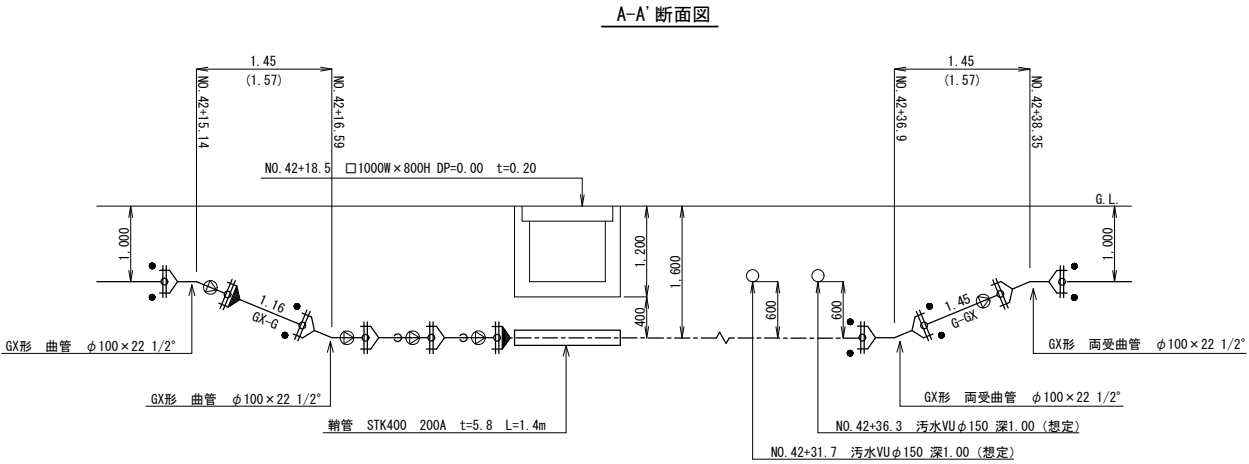 A-A' 断面図
1.45
(1.57)
NO.42+15.14
NO.42+16.59
1.45
(1.57)
NO.42+36.9
NO.42+38.35
NO.42+18.5 □1000W×800H DP=0.00 t=0.20
G.L.
1,000
1,200
1,600
1,000
400
600
600
1.16
GX-G
1.45
G-GX
GX形 曲管 φ100×22 1/2°
GX形 両受曲管 φ100×22 1/2°
GX形 曲管 φ100×22 1/2°
GX形 両受曲管 φ100×22 1/2°
鞘管 STK400 200A t=5.8 L=1.4m
NO.42+36.3 汚水VUφ150 深1.00 (想定)
NO.42+31.7 汚水VUφ150 深1.00 (想定)